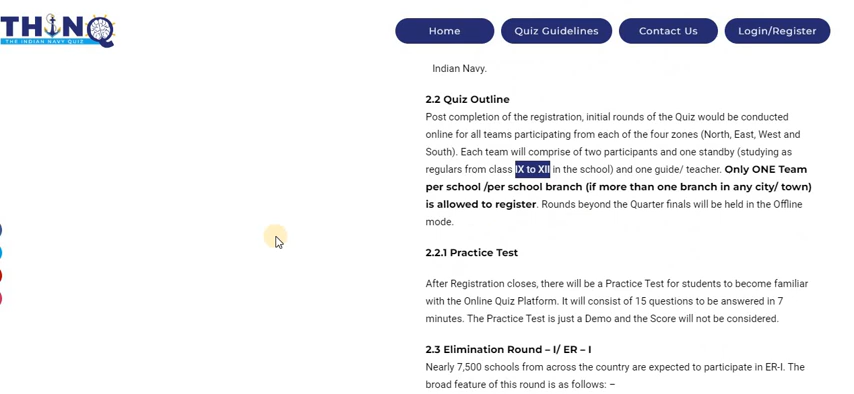 THINQ
THE INDIAN NAVY QUIZ
Home
Quiz Guidelines
Contact Us
Login/Register
Indian Navy.
2.2 Quiz Outline
Post completion of the registration, initial rounds of the Quiz would be conducted
online for all teams participating from each of the four zones (North, East, West and
South). Each team will comprise of two participants and one standby (studying as
regulars from class IX to XII in the school) and one guide/ teacher. Only ONE Team
per school /per school branch (if more than one branch in any city/ town)
is allowed to register. Rounds beyond the Quarter finals will be held in the Offline
mode.
2.2.1 Practice Test
After Registration closes, there will be a Practice Test for students to become familiar
with the Online Quiz Platform. It will consist of 15 questions to be answered in 7
minutes. The Practice Test is just a Demo and the Score will not be considered.
2.3 Elimination Round – I/ ER – I
Nearly 7,500 schools from across the country are expected to participate in ER-I. The
broad feature of this round is as follows: –